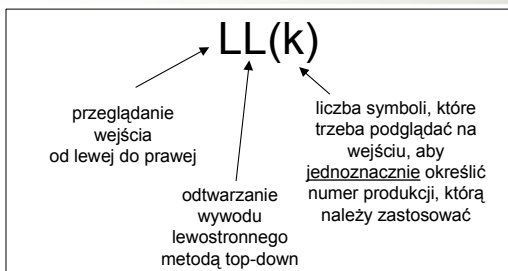 LL(k)
przeglądanie
wejścia
od lewej do prawej
odtwarzanie
wywodu
lewostronnego
metodą top-down
liczba symboli, które
trzeba podglądać na
wejściu, aby
jednoznacznie określić
numer produkcji, którą
należy zastosować